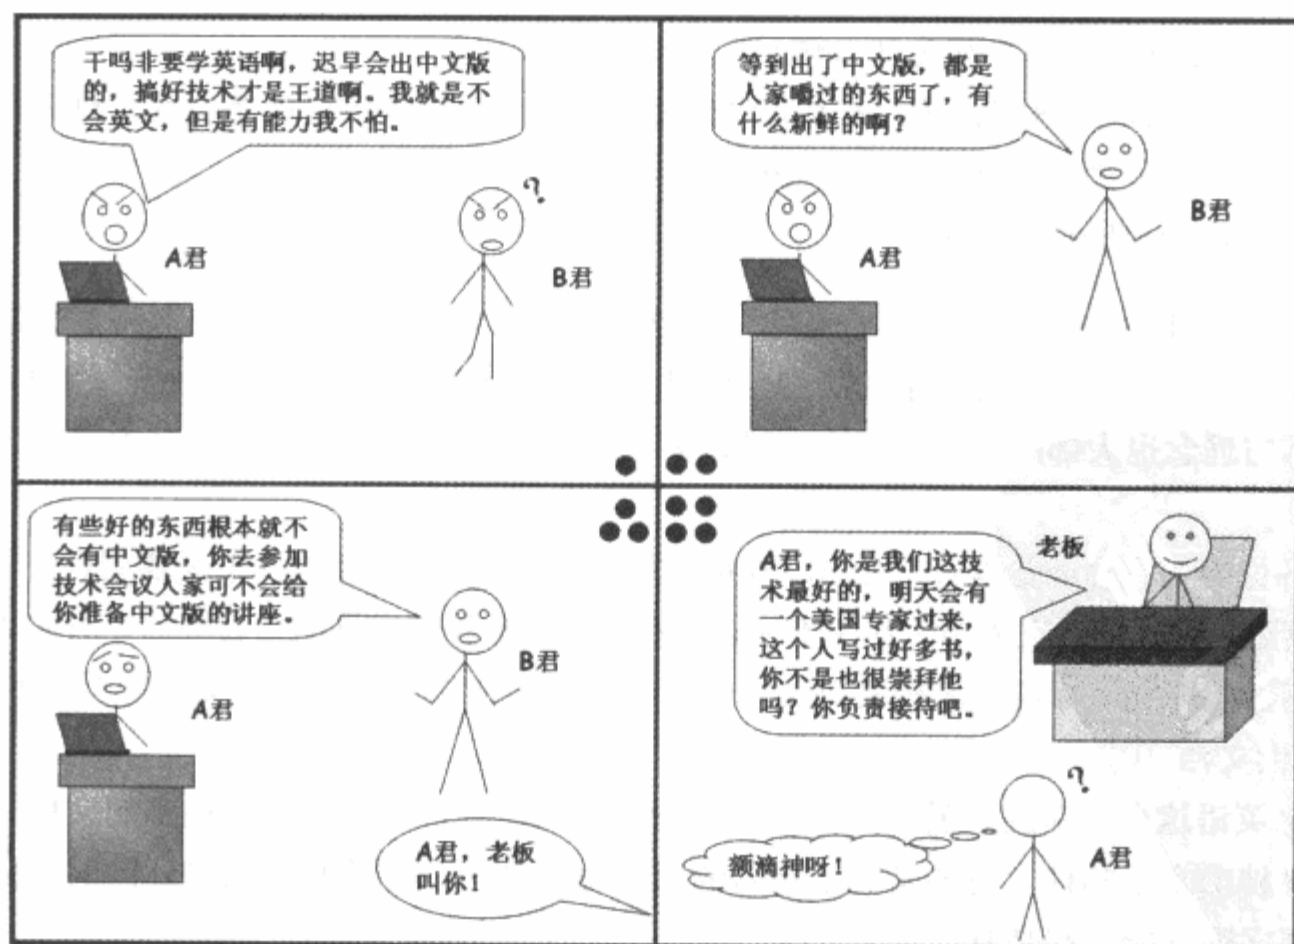 干吗非要学英语啊，迟早会出中文版
的，搞好技术才是王道啊。我就是不
会英文，但是有能力我不怕。
?
A君
B君
等到出了中文版，都是
人家嚼过的东西了，有
什么新鲜的啊？
B君
A君
有些好的东西根本就不
会有中文版，你去参加
技术会议人家可不会给
你准备中文版的讲座。
B君
A君
A君，老板
叫你！
老板
A君，你是我们这技
术最好的，明天会有
一个美国专家过来，
这个人写过好多书，
你不是也很崇拜他
吗？你负责接待吧。
?
额滴神呀！
A君